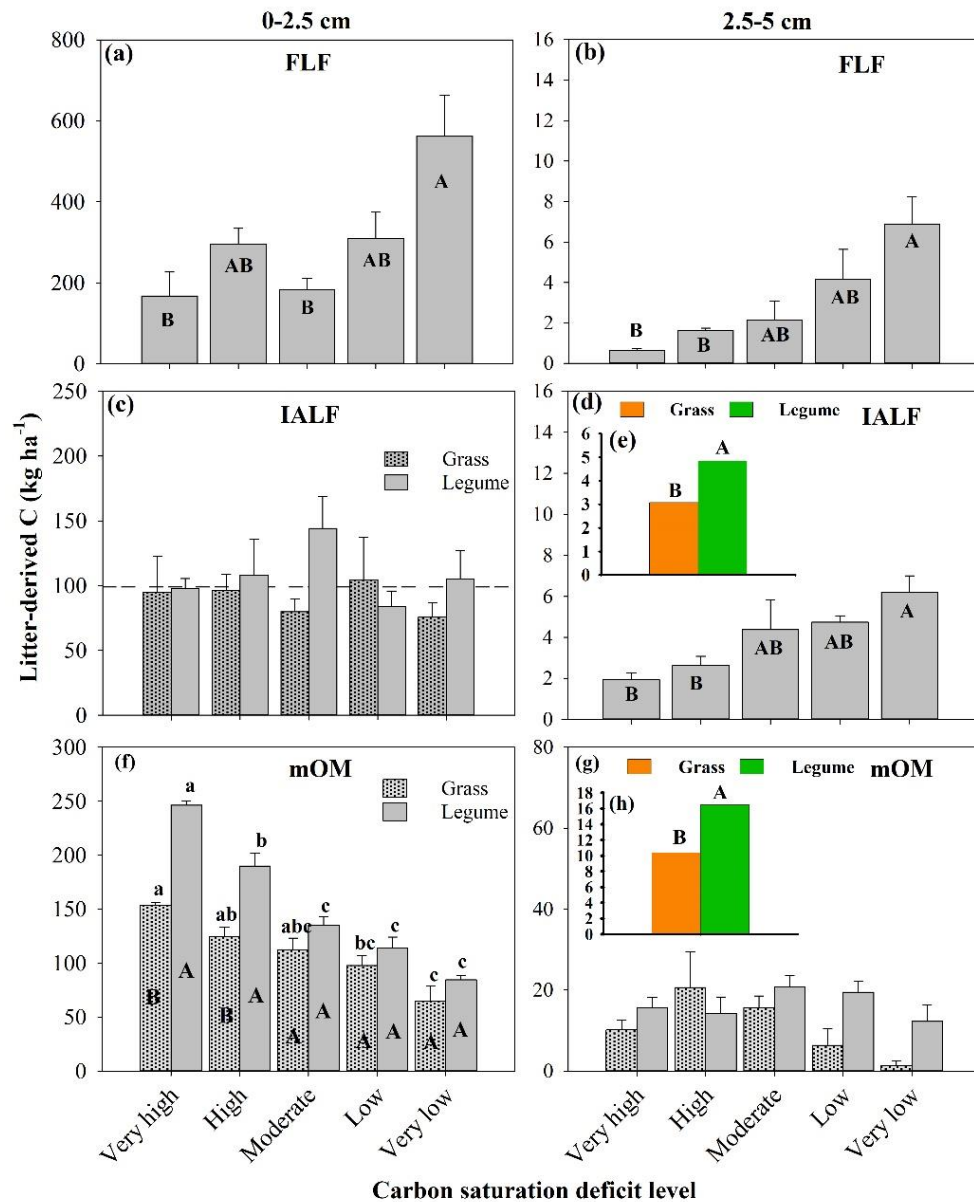 0-2.5 cm
2.5-5 cm
(a)
FLF
800
600
400
200
0
B
AB
B
AB
A
(b)
FLF
16
14
12
10
8
6
4
2
0
B
B
AB
AB
A
Litter-derived C (kg ha⁻¹)
(c)
IALF
Grass
Legume
250
200
150
100
50
0
(d)
Grass
Legume
IALF
16
14
12
10
8
6
4
2
0
B
B
AB
AB
A
(e)
6
5
5
4
3
3
2
1
1
0
B
A
(f)
mOM
Grass
Legume
300
250
200
150
100
50
0
a
a
ab
b
abc
c
bc
c
c
c
B
A
B
A
A
A
A
A
A
A
(g)
Grass
Legume
mOM
80
60
40
20
0
(h)
18
16
14
12
10
8
6
4
2
0
B
A
Very high
High
Moderate
Low
Very low
Very high
High
Moderate
Low
Very low
Carbon saturation deficit level